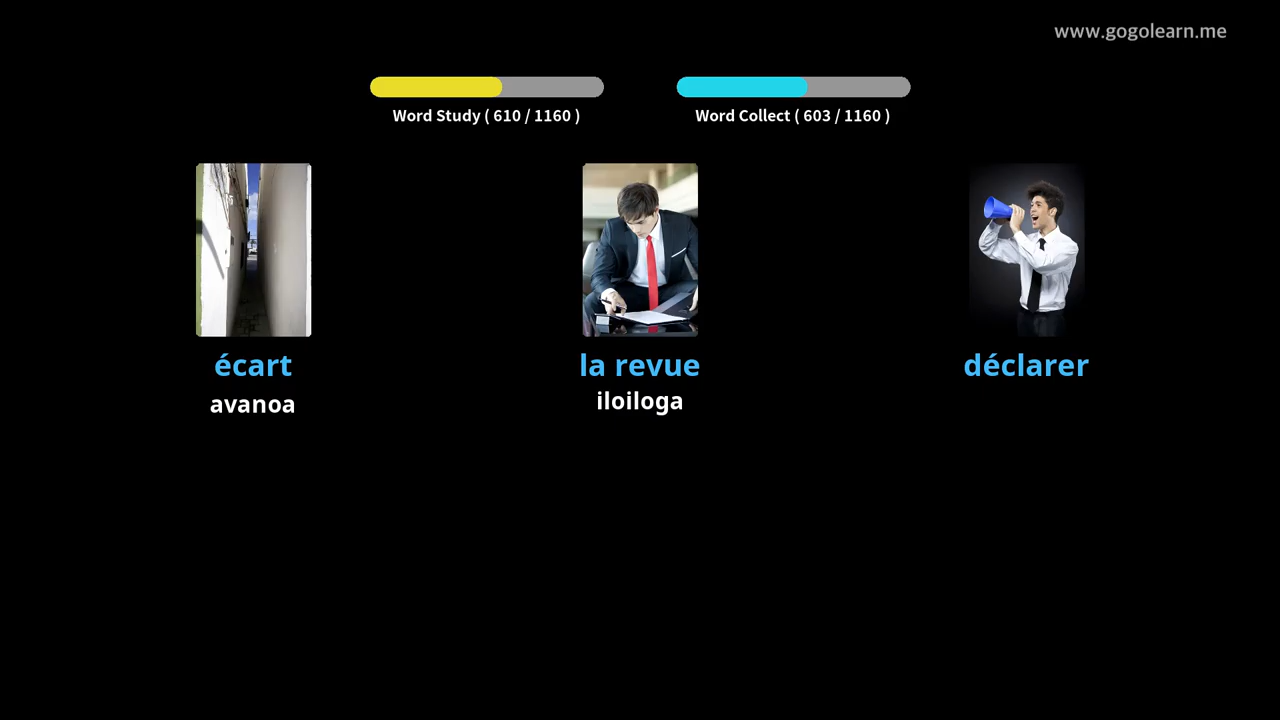 www.gogolearn.me
Word Study ( 610 / 1160 )
Word Collect ( 603 / 1160 )
écart
avanoa
la revue
iloiloga
déclarer